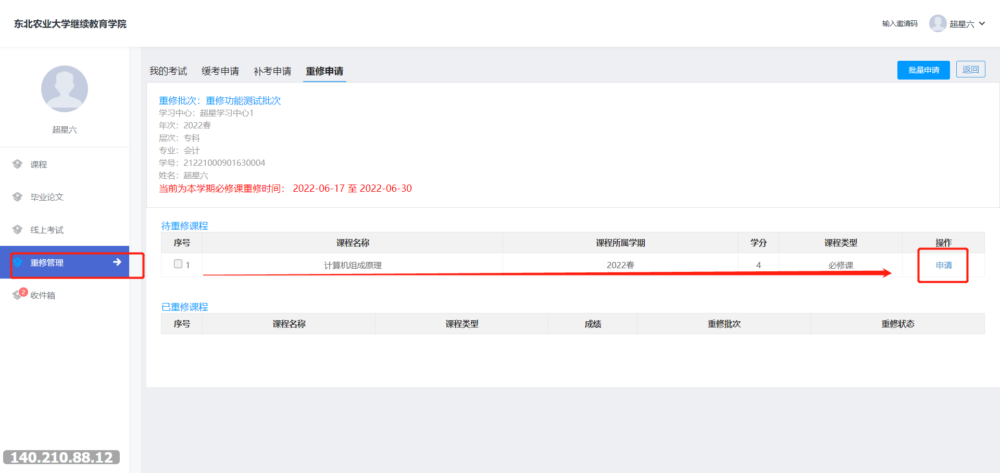 东北农业大学继续教育学院
输入邀请码
超星六
超星六
课程
毕业论文
线上考试
重修管理
2
收件箱
140.210.88.12
我的考试 缓考申请 补考申请 重修申请
批量申请 返回
重修批次：重修功能测试批次
学习中心：超星学习中心1
年次：2022春
层次：专科
专业：会计
学号：21221000901630004
姓名：超星六
当前为本学期必修课重修时间： 2022-06-17 至 2022-06-30
待重修课程
序号 课程名称 课程所属学期 学分 课程类型 操作
1 计算机组成原理 2022春 4 必修课 申请
已重修课程
序号 课程名称 课程类型 成绩 重修批次 重修状态